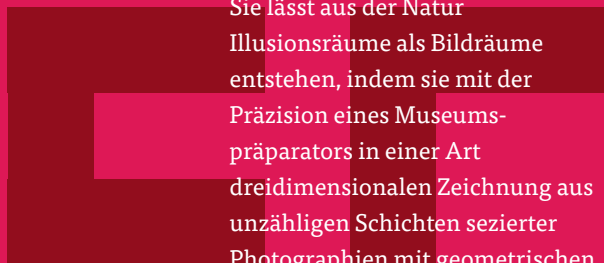 Sie lässt aus der Natur
Illusionsräume als Bildräume
entstehen, indem sie mit der
Präzision eines Museums-
präparators in einer Art
dreidimensionalen Zeichnung aus
unzähligen Schichten sezierter
Photographien mit geometrischen